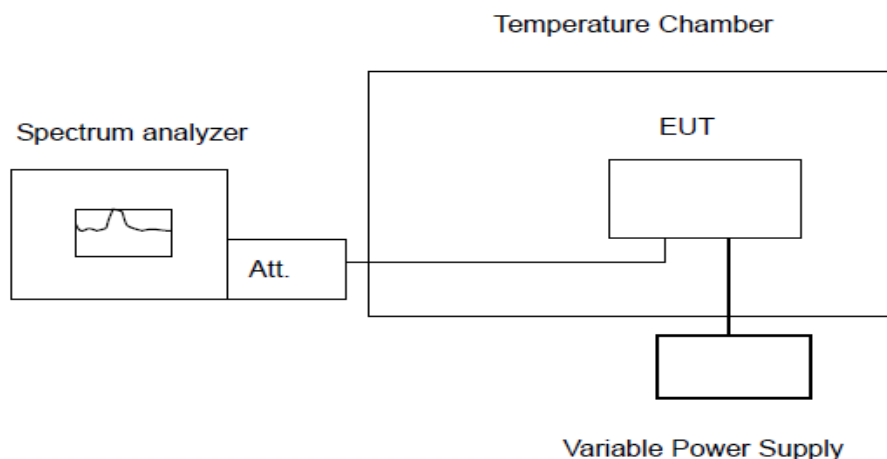 Temperature Chamber
Spectrum analyzer
EUT
Att.
Variable Power Supply